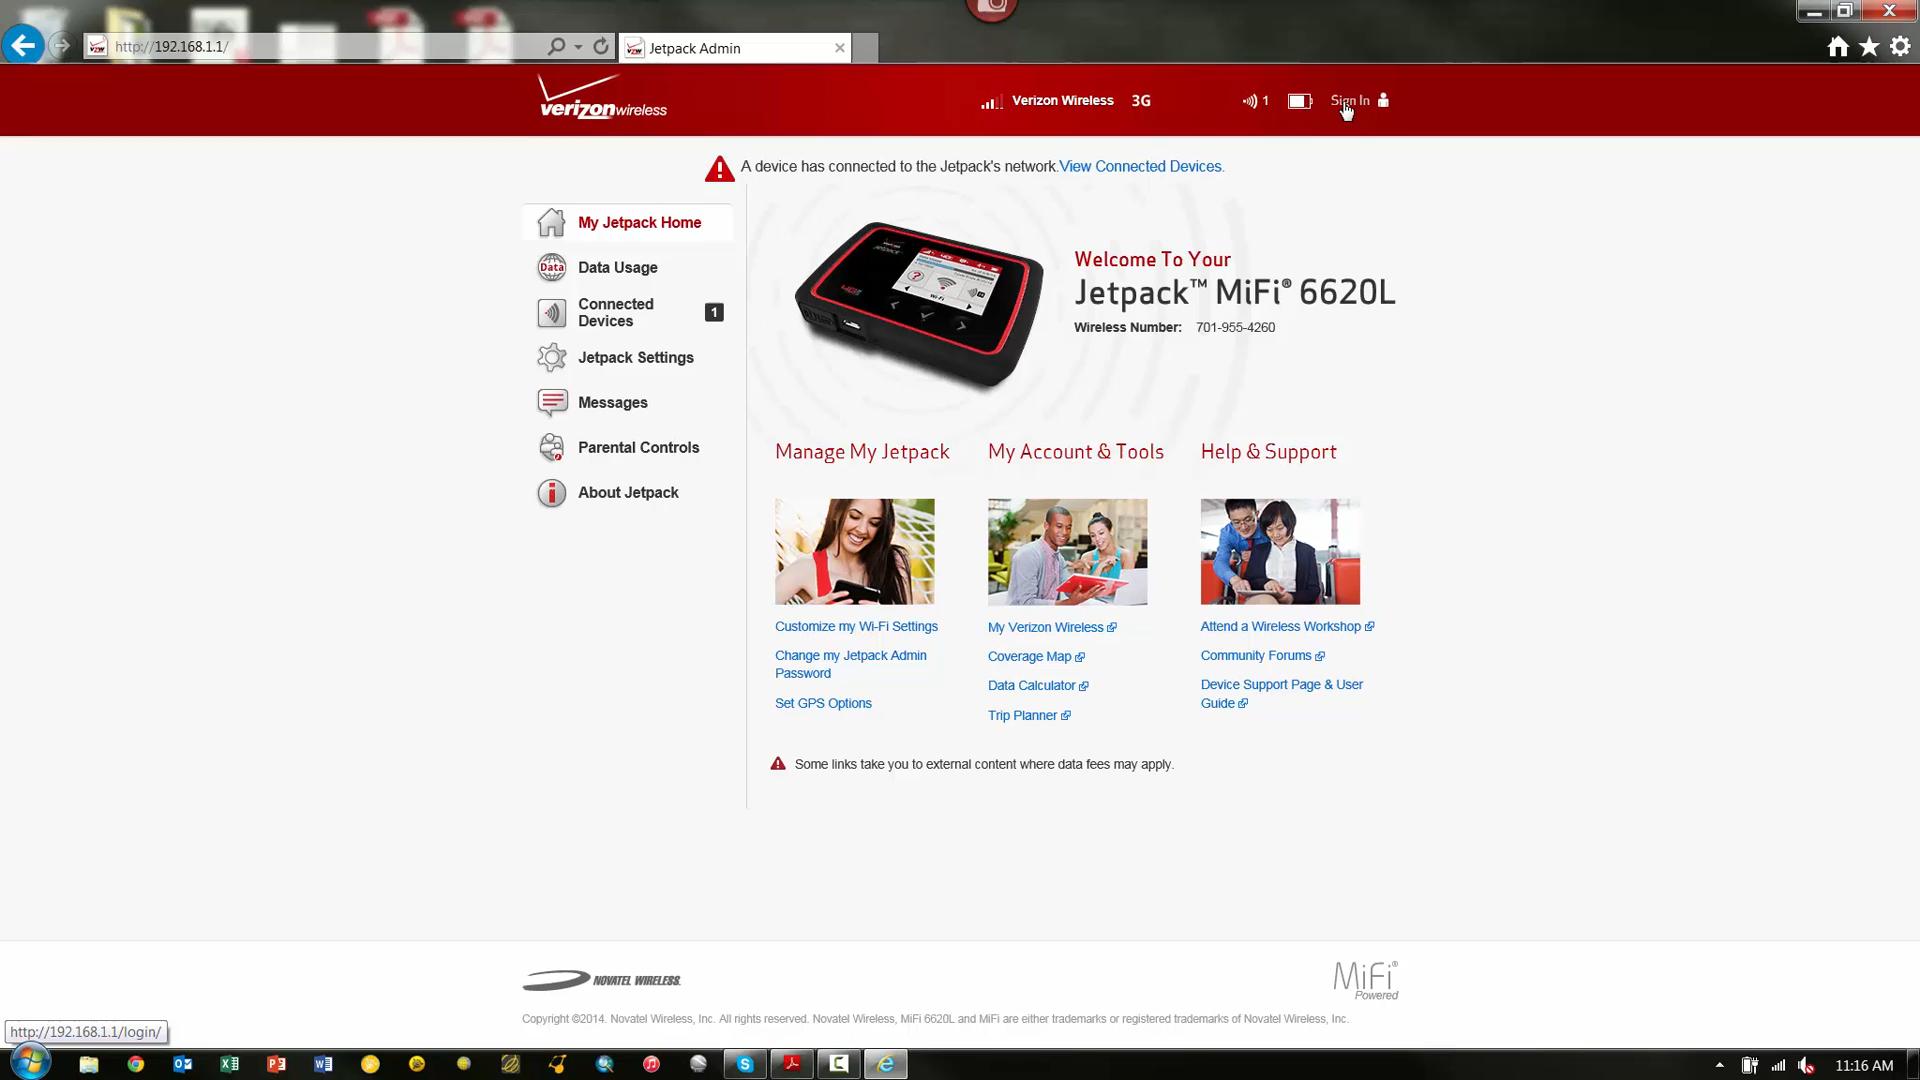 http://192.168.1.1/
Jetpack Admin
verizonwireless
Verizon Wireless 3G
1
Sign In
A device has connected to the Jetpack's network.View Connected Devices.
My Jetpack Home
Data
Data Usage
Connected
Devices
1
Jetpack Settings
Messages
Parental Controls
About Jetpack
Welcome To Your
Jetpack™ MiFi® 6620L
Wireless Number: 701-955-4260
Manage My Jetpack
My Account & Tools
Help & Support
Customize my Wi-Fi Settings
Change my Jetpack Admin
Password
Set GPS Options
My Verizon Wireless
Coverage Map
Data Calculator
Trip Planner
Attend a Wireless Workshop
Community Forums
Device Support Page & User
Guide
Some links take you to external content where data fees may apply.
NOVATEL WIRELESS.
MiFi®
Powered
Copyright ©2014. Novatel Wireless, Inc. All rights reserved. Novatel Wireless, MiFi 6620L and MiFi are either trademarks or registered trademarks of Novatel Wireless, Inc.
http://192.168.1.1/login/
11:16 AM